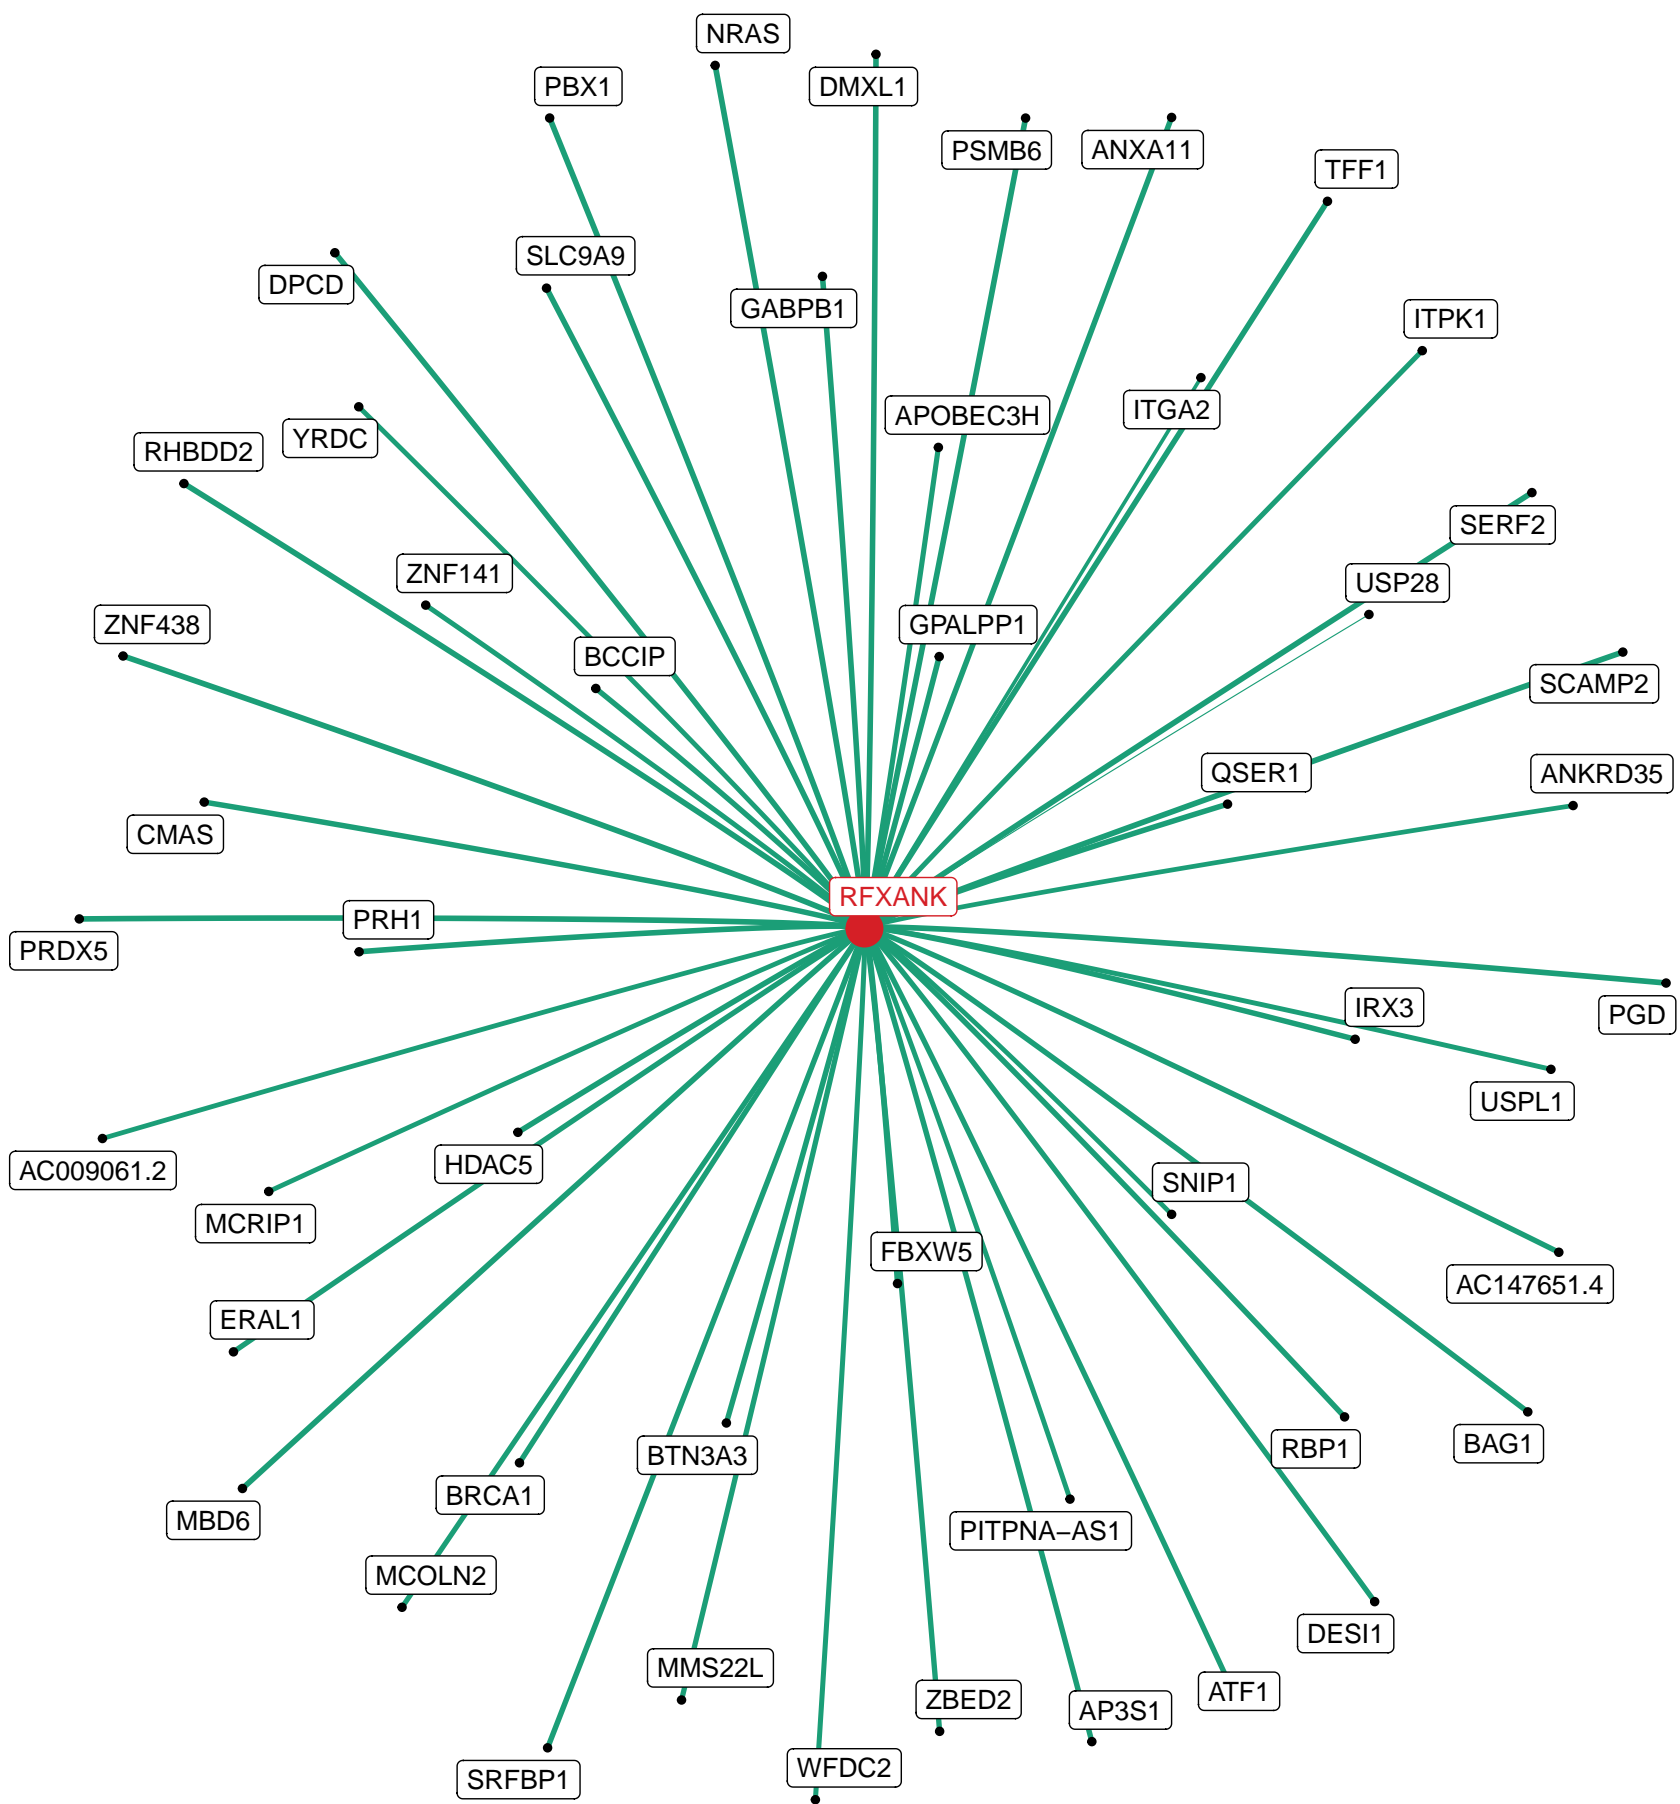 NRAS
PBX1
DMXL1
PSMB6
ANXA11
TFF1
SLC9A9
DPCD
GABPB1
ITPK1
APOBEC3H
ITGA2
YRDC
RHBDD2
SERF2
ZNF141
USP28
ZNF438
GPALPP1
BCCIP
SCAMP2
QSER1
ANKRD35
CMAS
RFXANK
PRH1
PRDX5
IRX3
PGD
USPL1
HDAC5
AC009061.2
SNIP1
MCRIP1
FBXW5
AC147651.4
ERAL1
BAG1
RBP1
BTN3A3
BRCA1
MBD6
PITPNA−AS1
MCOLN2
DESI1
MMS22L
ATF1
ZBED2
AP3S1
WFDC2
SRFBP1